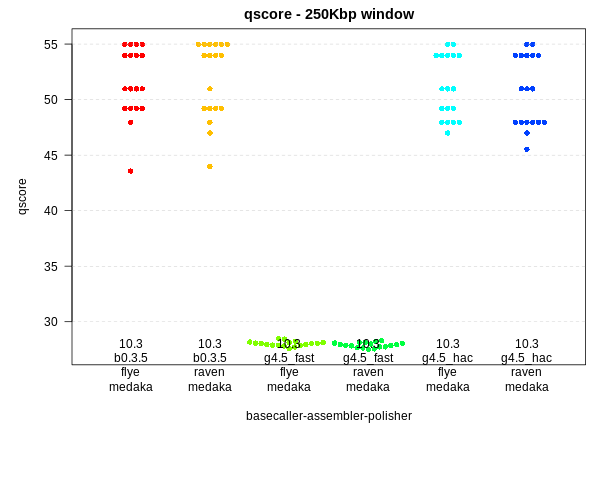 qscore - 250Kbp window
qscore
55
50
45
40
35
30
10.3 10.3 10.3 10.3 10.3 10.3
b0.3.5 b0.3.5 g4.5_fast g4.5_fast g4.5_hac g4.5_hac
flye raven flye raven flye raven
medaka medaka medaka medaka medaka medaka
basecaller-assembler-polisher